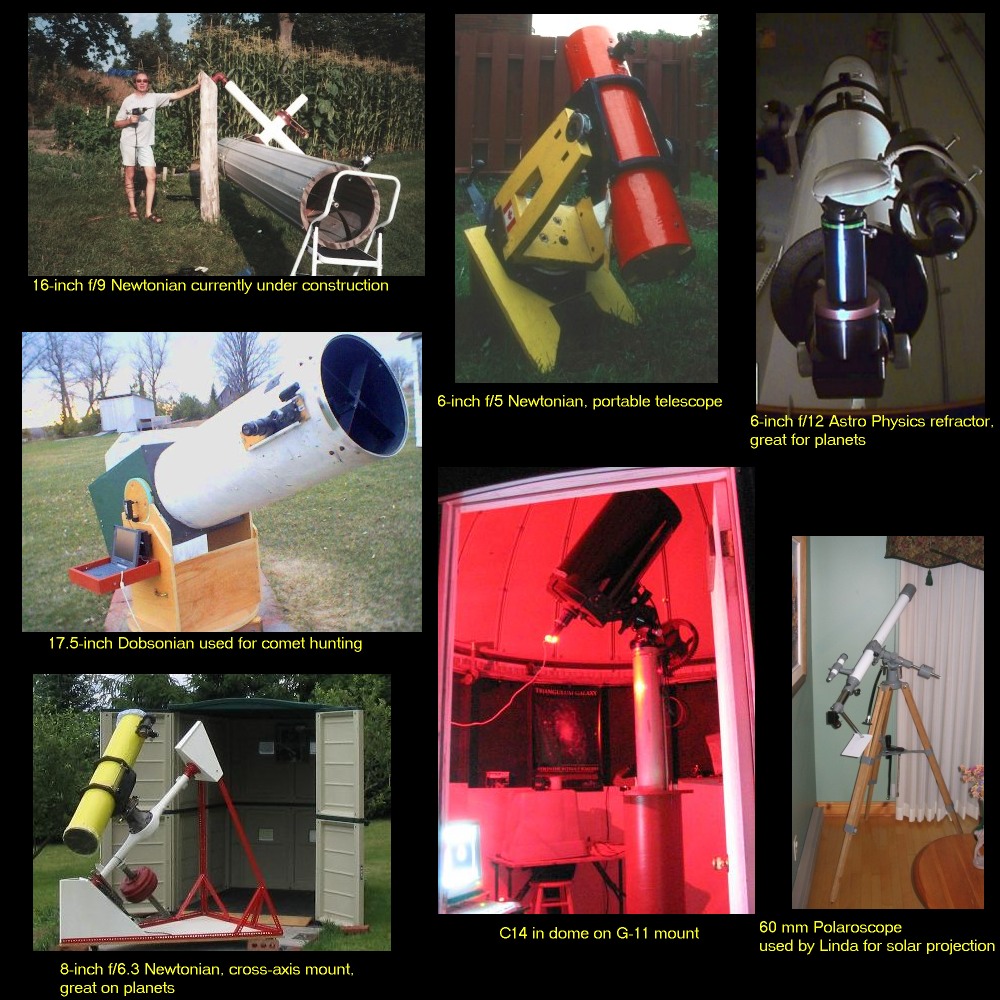 16-inch f/9 Newtonian currently under construction
6-inch f/5 Newtonian, portable telescope
6-inch f/12 Astro Physics refractor,
great for planets
17.5-inch Dobsonian used for comet hunting
TRIANGULUM GALAXY
C14 in dome on G-11 mount
60 mm Polaroscope
used by Linda for solar projection
8-inch f/6.3 Newtonian, cross-axis mount,
great on planets